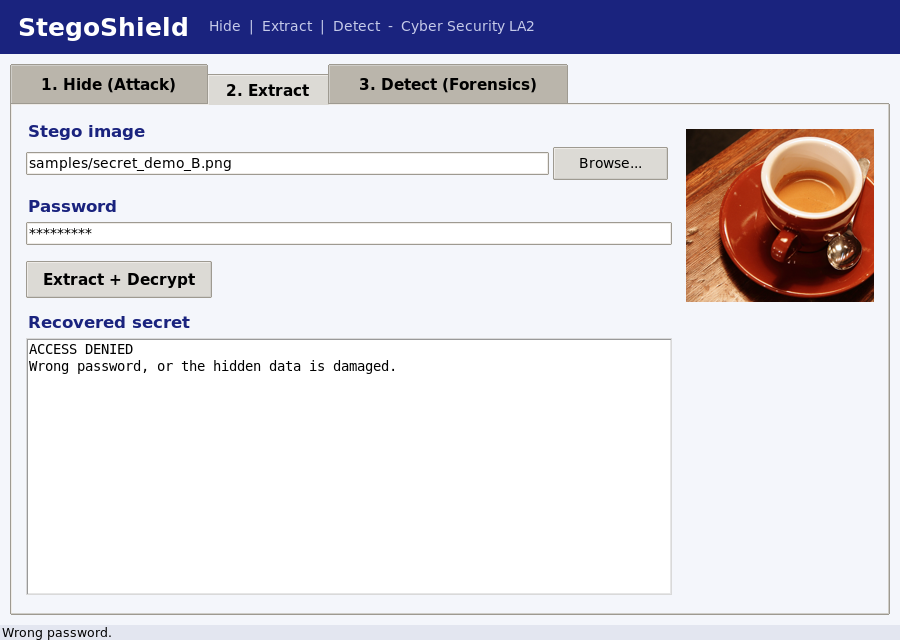 StegoShield Hide | Extract | Detect - Cyber Security LA2
1. Hide (Attack) 2. Extract 3. Detect (Forensics)
Stego image
samples/secret_demo_B.png Browse...
Password
*********
Extract + Decrypt
Recovered secret
ACCESS DENIED
Wrong password, or the hidden data is damaged.
Wrong password.